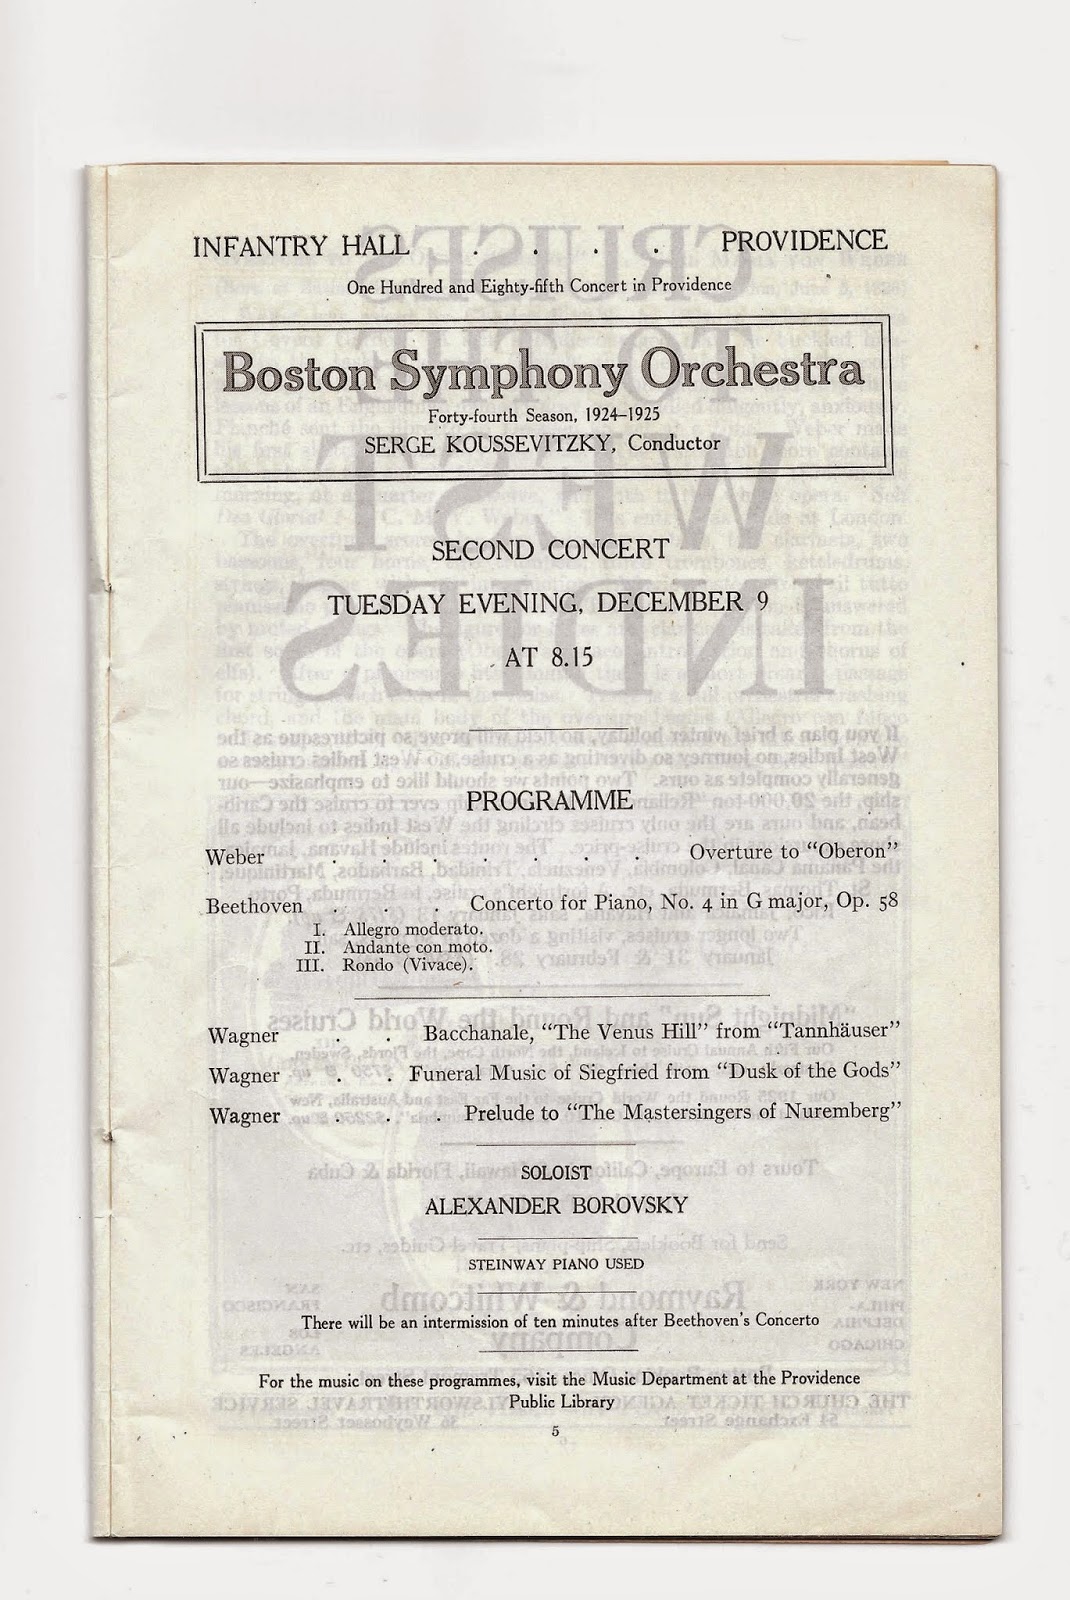 INFANTRY HALL . . . . PROVIDENCE
One Hundred and Eighty-fifth Concert in Providence
Boston Symphony Orchestra
Forty-fourth Season, 1924–1925
SERGE KOUSSEVITZKY, Conductor
SECOND CONCERT
TUESDAY EVENING, DECEMBER 9
AT 8.15
PROGRAMME
Weber . . . . . . . Overture to “Oberon”
Beethoven . . . Concerto for Piano, No. 4 in G major, Op. 58
I. Allegro moderato.
II. Andante con moto.
III. Rondo (Vivace).
Wagner . . Bacchanale, “The Venus Hill” from “Tannhäuser”
Wagner . . Funeral Music of Siegfried from “Dusk of the Gods”
Wagner . . . Prelude to “The Mastersingers of Nuremberg”
SOLOIST
ALEXANDER BOROVSKY
STEINWAY PIANO USED
There will be an intermission of ten minutes after Beethoven's Concerto
For the music on these programmes, visit the Music Department at the Providence
Public Library
5